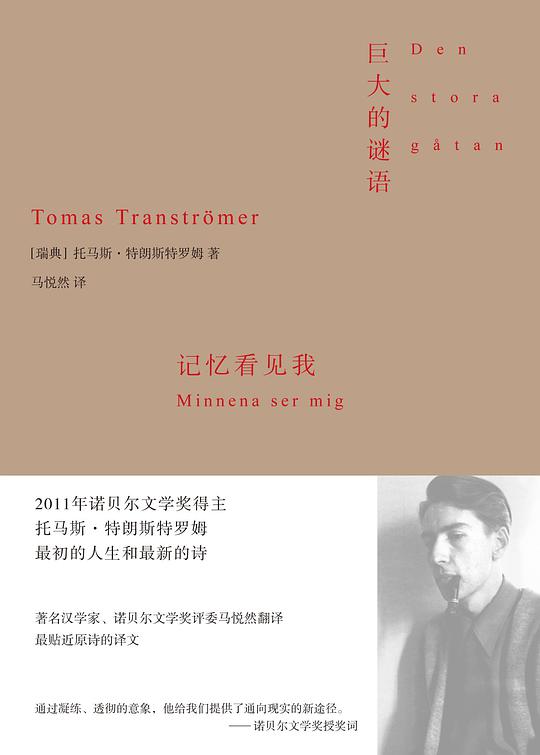 巨大的谜语
Den
stora
gåtan
Tomas Tranströmer
[瑞典] 托马斯·特朗斯特罗姆 著
马悦然 译
记忆看见我
Minnena ser mig
2011年诺贝尔文学奖得主
托马斯·特朗斯特罗姆
最初的人生和最新的诗
著名汉学家、诺贝尔文学奖评委马悦然翻译
最贴近原诗的译文
通过凝练、透彻的意象，他给我们提供了通向现实的新途径。
——诺贝尔文学奖授奖词